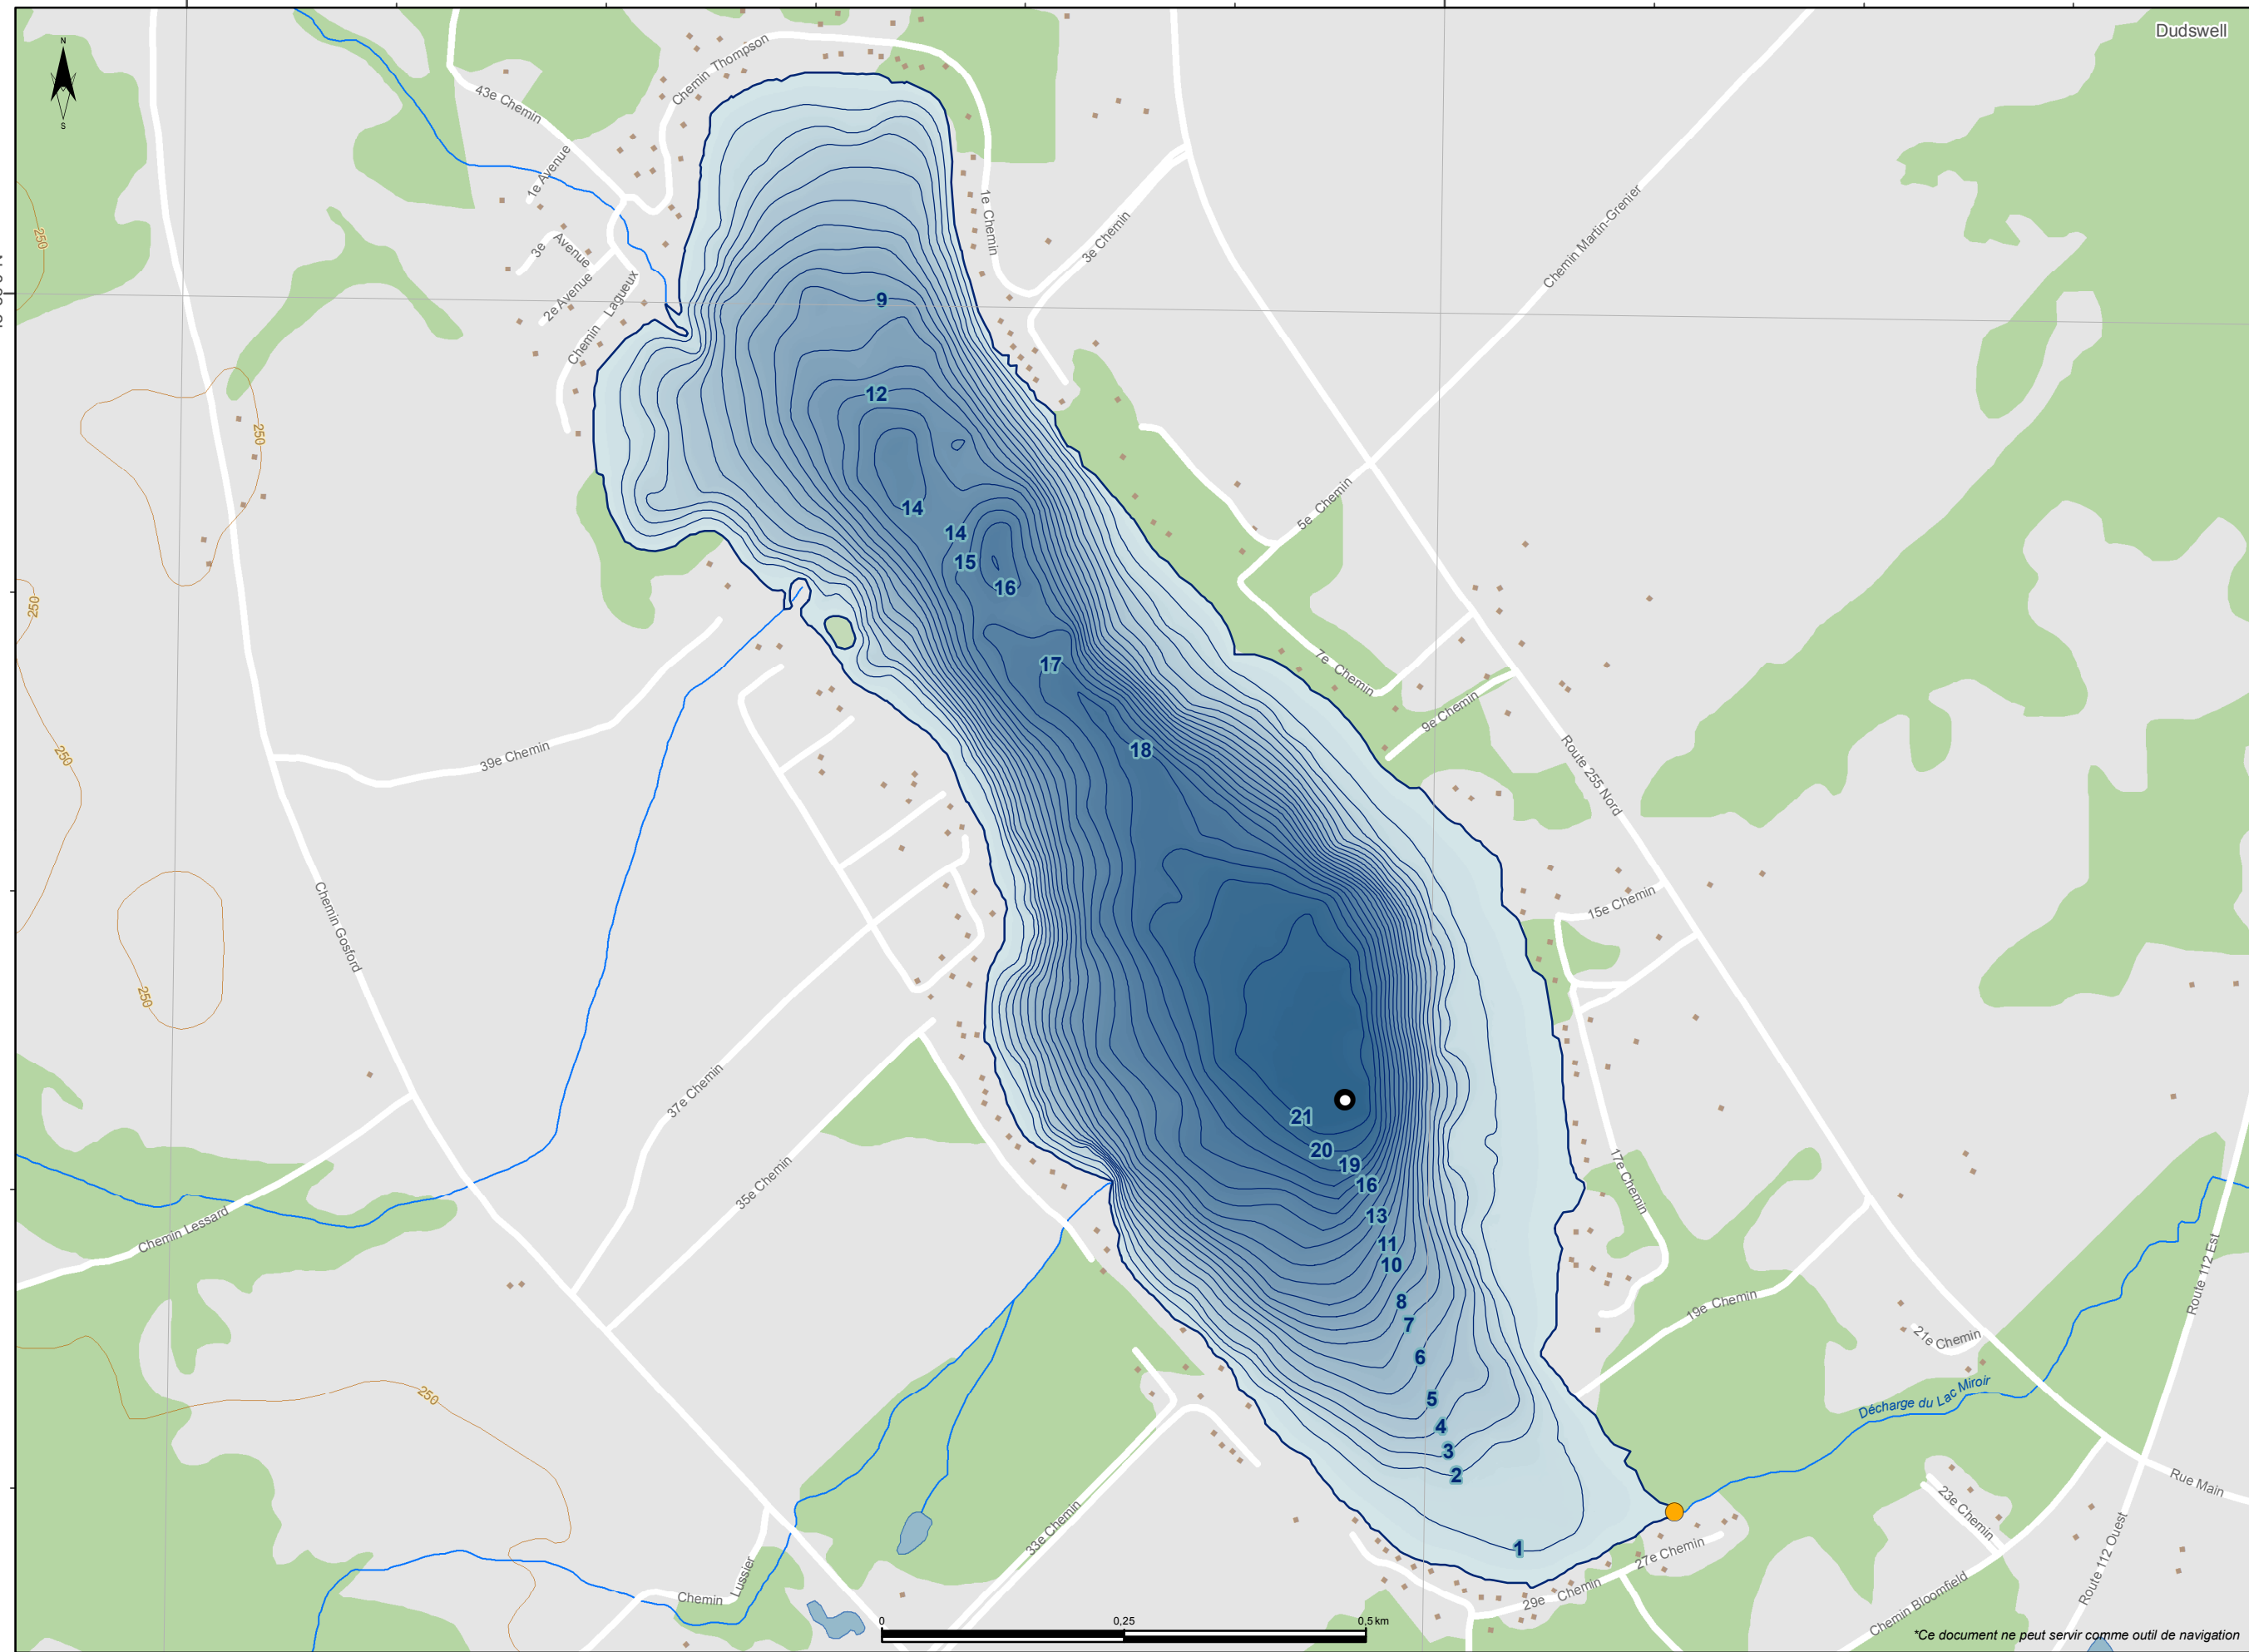 Dudswell
N
S
Chemin Thompson
43e Chemin
1e Avenue
3e Avenue
2e Avenue
Chemin Lagueux
1e Chemin
3e Chemin
Chemin Martin-Grenier
250
250
250
250
250
250
9
12
14
14
15
16
17
18
5e Chemin
7e Chemin
9e Chemin
Route 255 Nord
15e Chemin
39e Chemin
Chemin Gosford
37e Chemin
35e Chemin
Chemin Lessard
21
20
19
16
13
11
10
8
7
6
5
4
3
2
1
17e Chemin
19e Chemin
21e Chemin
Route 112 Est
Décharge du Lac Miroir
Rue Main
23e Chemin
Route 112 Ouest
Chemin Bloomfield
27e Chemin
29e Chemin
33e Chemin
Chemin Lussier
0
0,25
0,5 km
*Ce document ne peut servir comme outil de navigation